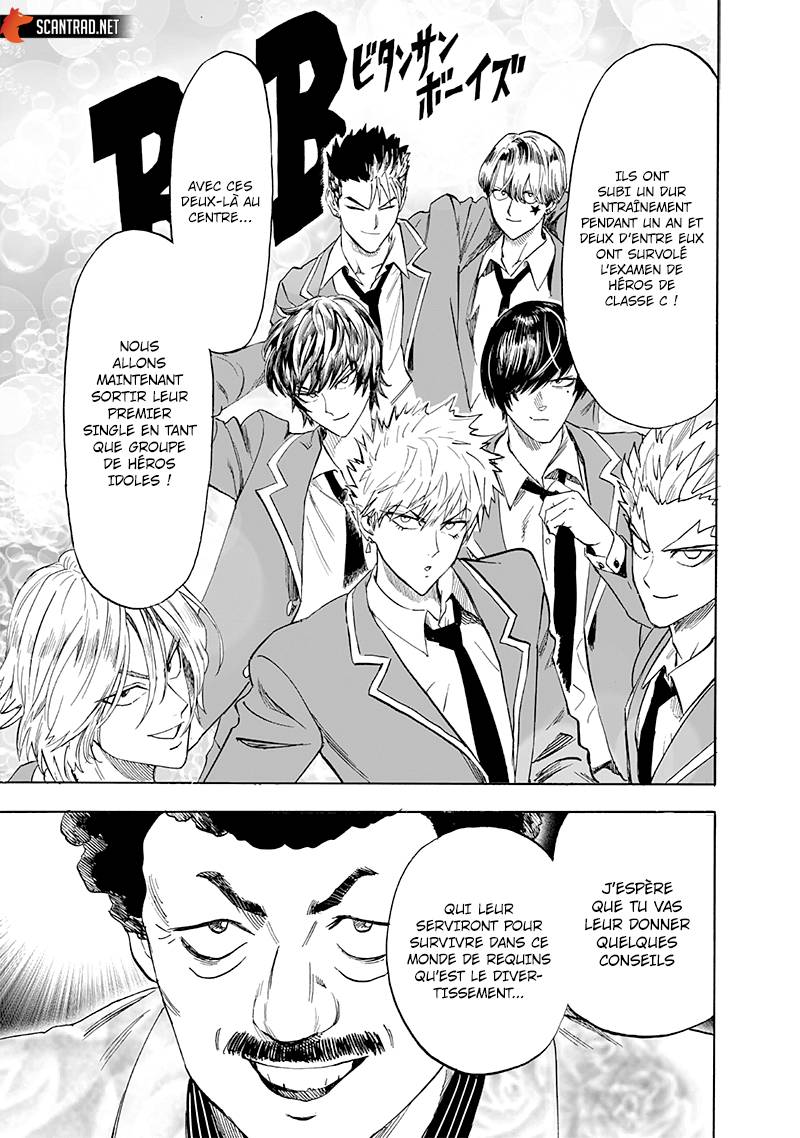 SCANTRAD.NET
BB
ビタンサン
ボーイズ
ILS ONT
SUBI UN DUR
ENTRAÎNEMENT
PENDANT UN AN ET
DEUX D'ENTRE EUX
ONT SURVOLÉ
L'EXAMEN DE
HÉROS DE
CLASSE C !
AVEC CES
DEUX-LÀ AU
CENTRE...
NOUS
ALLONS
MAINTENANT
SORTIR LEUR
PREMIER
SINGLE EN TANT
QUE GROUPE
DE HÉROS
IDOLES !
J'ESPÈRE
QUE TU VAS
LEUR DONNER
QUELQUES
CONSEILS
QUI LEUR
SERVIRONT POUR
SURVIVRE DANS CE
MONDE DE REQUINS
QU'EST LE DIVER-
TISSEMENT...